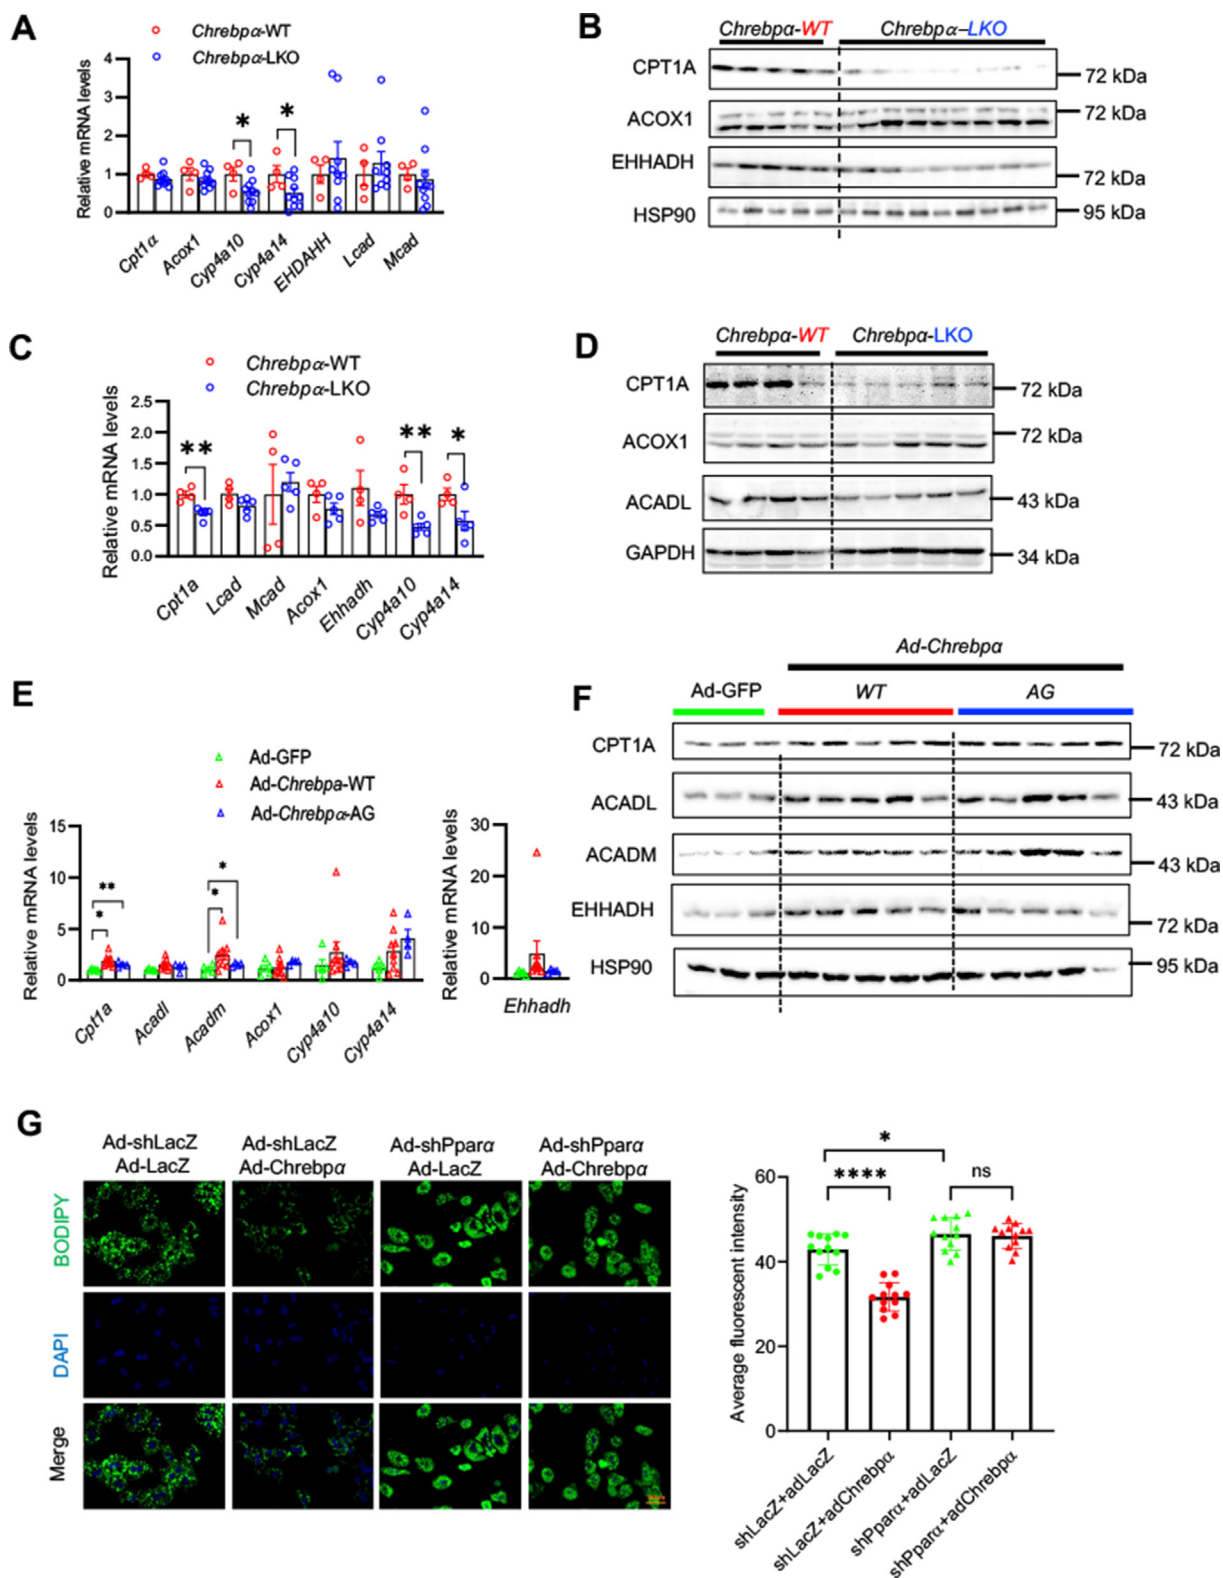 A
Chrebpα-WT
Chrebpα-LKO
Relative mRNA levels
4
3
2
1
0
*
*
Cpt1α
Acox1
Cyp4a10
Cyp4a14
EHDAHH
Lcad
Mcad
B
Chrebpα-WT
Chrebpα–LKO
CPT1A
72 kDa
ACOX1
72 kDa
EHHADH
72 kDa
HSP90
95 kDa
C
Chrebpα-WT
Chrebpα-LKO
Relative mRNA levels
2.5
2.0
1.5
1.0
0.5
0.0
**
**
*
Cpt1a
Lcad
Mcad
Acox1
Ehhadh
Cyp4a10
Cyp4a14
D
Chrebpα-WT
Chrebpα-LKO
CPT1A
72 kDa
ACOX1
72 kDa
ACADL
43 kDa
GAPDH
34 kDa
E
Ad-GFP
Ad-Chrebpa-WT
Ad-Chrebpα-AG
Relative mRNA levels
15
10
5
0
*
**
*
*
Cpt1a
Acadl
Acadm
Acox1
Cyp4a10
Cyp4a14
Relative mRNA levels
30
20
10
0
Ehhadh
F
Ad-Chrebpα
Ad-GFP
WT
AG
CPT1A
72 kDa
ACADL
43 kDa
ACADM
43 kDa
EHHADH
72 kDa
HSP90
95 kDa
G
Ad-shLacZ
Ad-LacZ
Ad-shLacZ
Ad-Chrebpα
Ad-shPparα
Ad-LacZ
Ad-shPparα
Ad-Chrebpα
BODIPY
DAPI
Merge
Average fluorescent intensity
60
40
20
0
*
****
ns
shLacZ+adLacZ
shLacZ+adChrebpα
shPparα+adLacZ
shPparα+adChrebpα